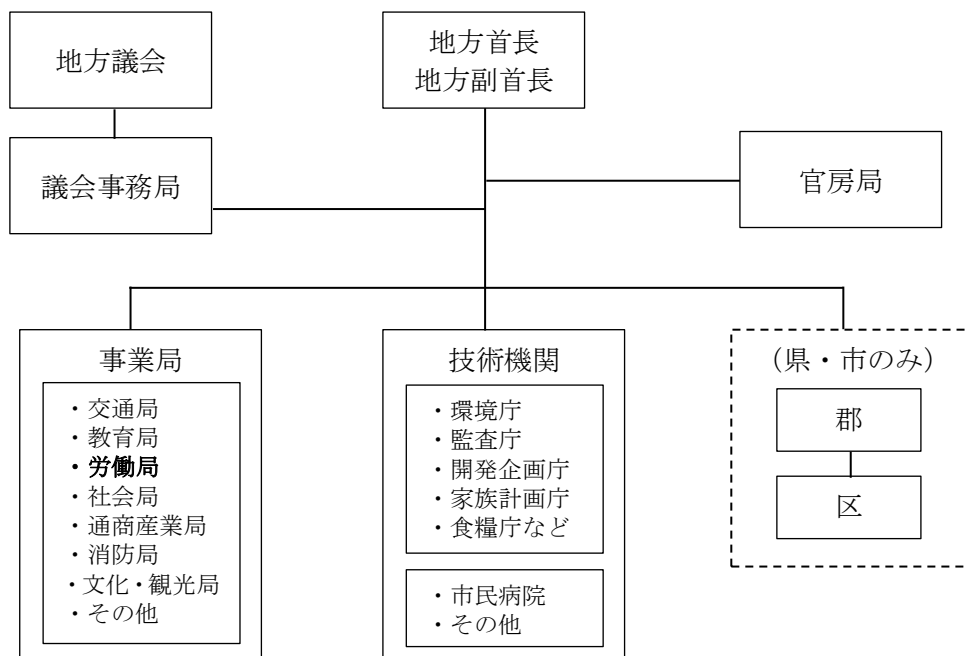 地方議会
地方首長
地方副首長
議会事務局
官房局
事業局
・交通局
・教育局
・労働局
・社会局
・通商産業局
・消防局
・文化・観光局
・その他
技術機関
・環境庁
・監査庁
・開発企画庁
・家族計画庁
・食糧庁など
・市民病院
・その他
（県・市のみ）
郡
区